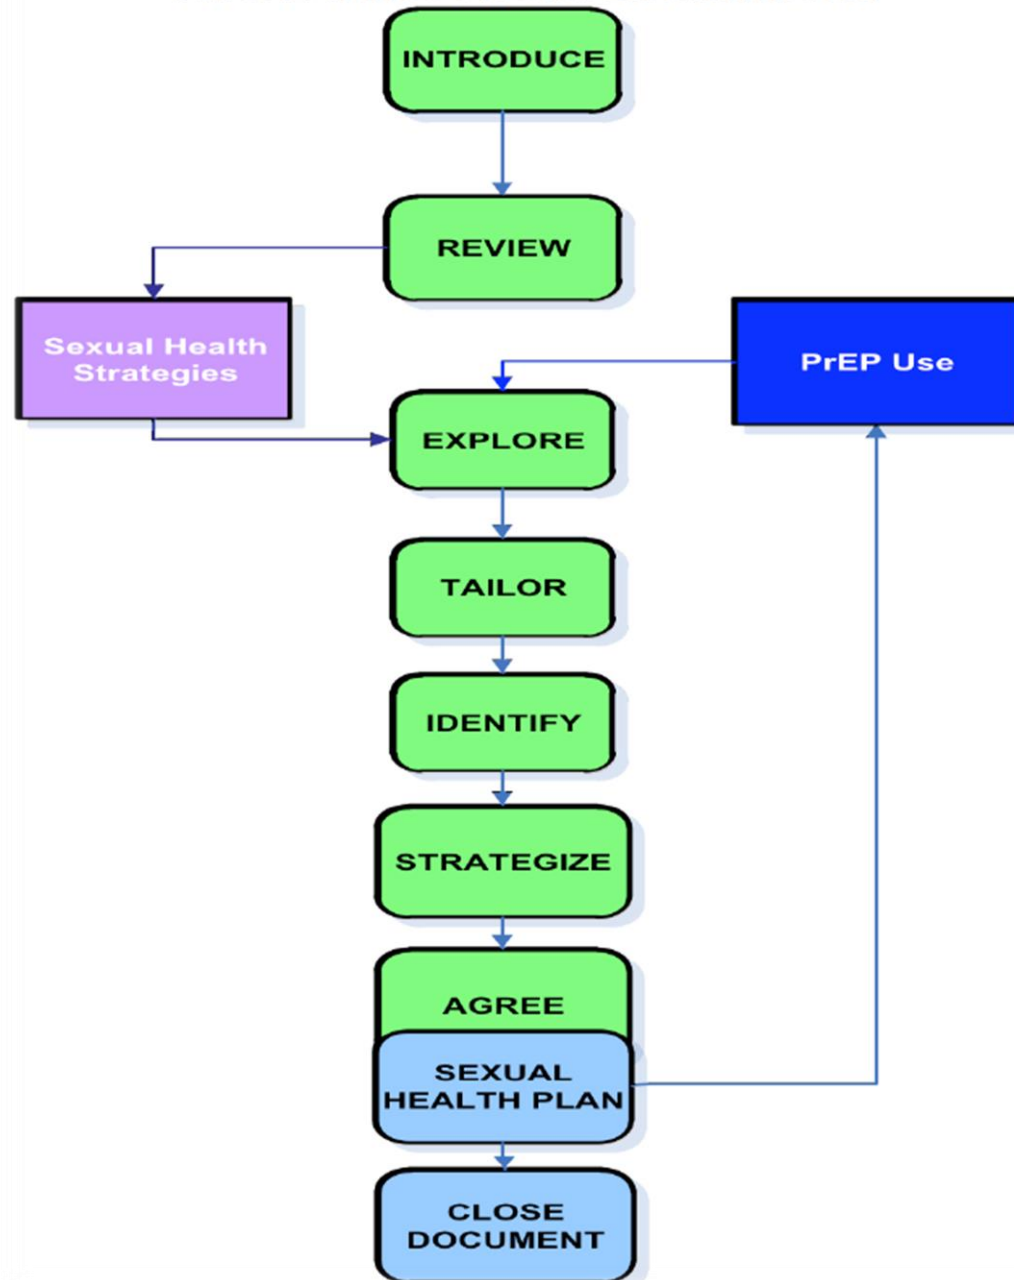 INTRODUCE
REVIEW
Sexual Health
Strategies
PrEP Use
EXPLORE
TAILOR
IDENTIFY
STRATEGIZE
AGREE
SEXUAL
HEALTH PLAN
CLOSE
DOCUMENT